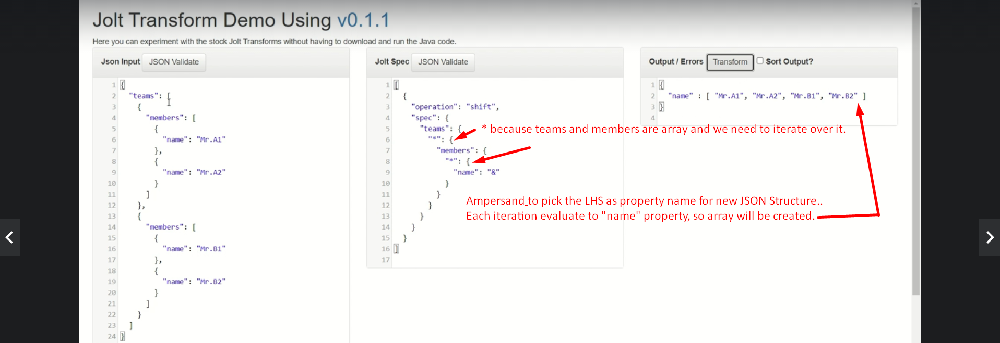 Jolt Transform Demo Using v0.1.1
Here you can experiment with the stock Jolt Transforms without having to download and run the Java code.
Json Input JSON Validate
1 {
2 "teams": [
3 {
4 "members": [
5 {
6 "name": "Mr.A1"
7 },
8 {
9 "name": "Mr.A2"
10 }
11 ]
12 },
13 {
14 "members": [
15 {
16 "name": "Mr.B1"
17 },
18 {
19 "name": "Mr.B2"
20 }
21 ]
22 }
23 ]
24 }
Jolt Spec JSON Validate
1 [
2 {
3 "operation": "shift",
4 "spec": {
5 "teams": {
6 "*": {
7 "members": {
8 "*": {
9 "name": "&"
10 }
11 }
12 }
13 }
14 }
15 }
16 ]
17
* because teams and members are array and we need to iterate over it.
Ampersand_to pick the LHS as property name for new JSON Structure..
Each iteration evaluate to "name" property, so array will be created.
Output / Errors Transform Sort Output?
1 {
2 "name" : [ "Mr.A1", "Mr.A2", "Mr.B1", "Mr.B2" ]
3 }
4